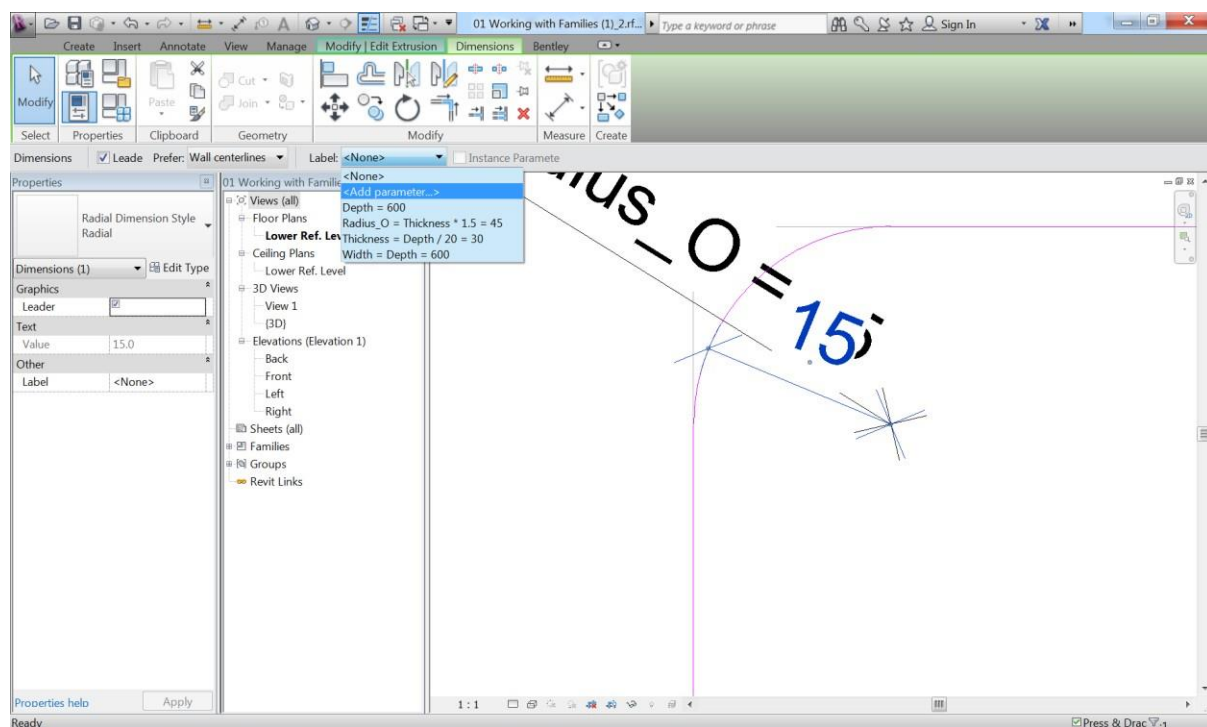 01 Working with Families (1)_2.rf...
Type a keyword or phrase
Sign In
Create Insert Annotate View Manage Modify | Edit Extrusion Dimensions Bentley
Modify
Paste
Cut
Join
Select Properties Clipboard Geometry Modify Measure Create
Dimensions Leade Prefer: Wall centerlines Label: <None> Instance Paramete
<None>
<Add parameter...>
Depth = 600
Radius_O = Thickness * 1.5 = 45
Thickness = Depth / 20 = 30
Width = Depth = 600
Properties
Radial Dimension Style
Radial
Dimensions (1) Edit Type
Graphics
Leader
Text
Value 15.0
Other
Label <None>
Properties help Apply
01 Working with Familie
Views (all)
Floor Plans
Lower Ref. Lev
Ceiling Plans
Lower Ref. Level
3D Views
View 1
{3D}
Elevations (Elevation 1)
Back
Front
Left
Right
Sheets (all)
Families
Groups
Revit Links
ius_O =
15
1:1
Ready
Press & Drac
:1